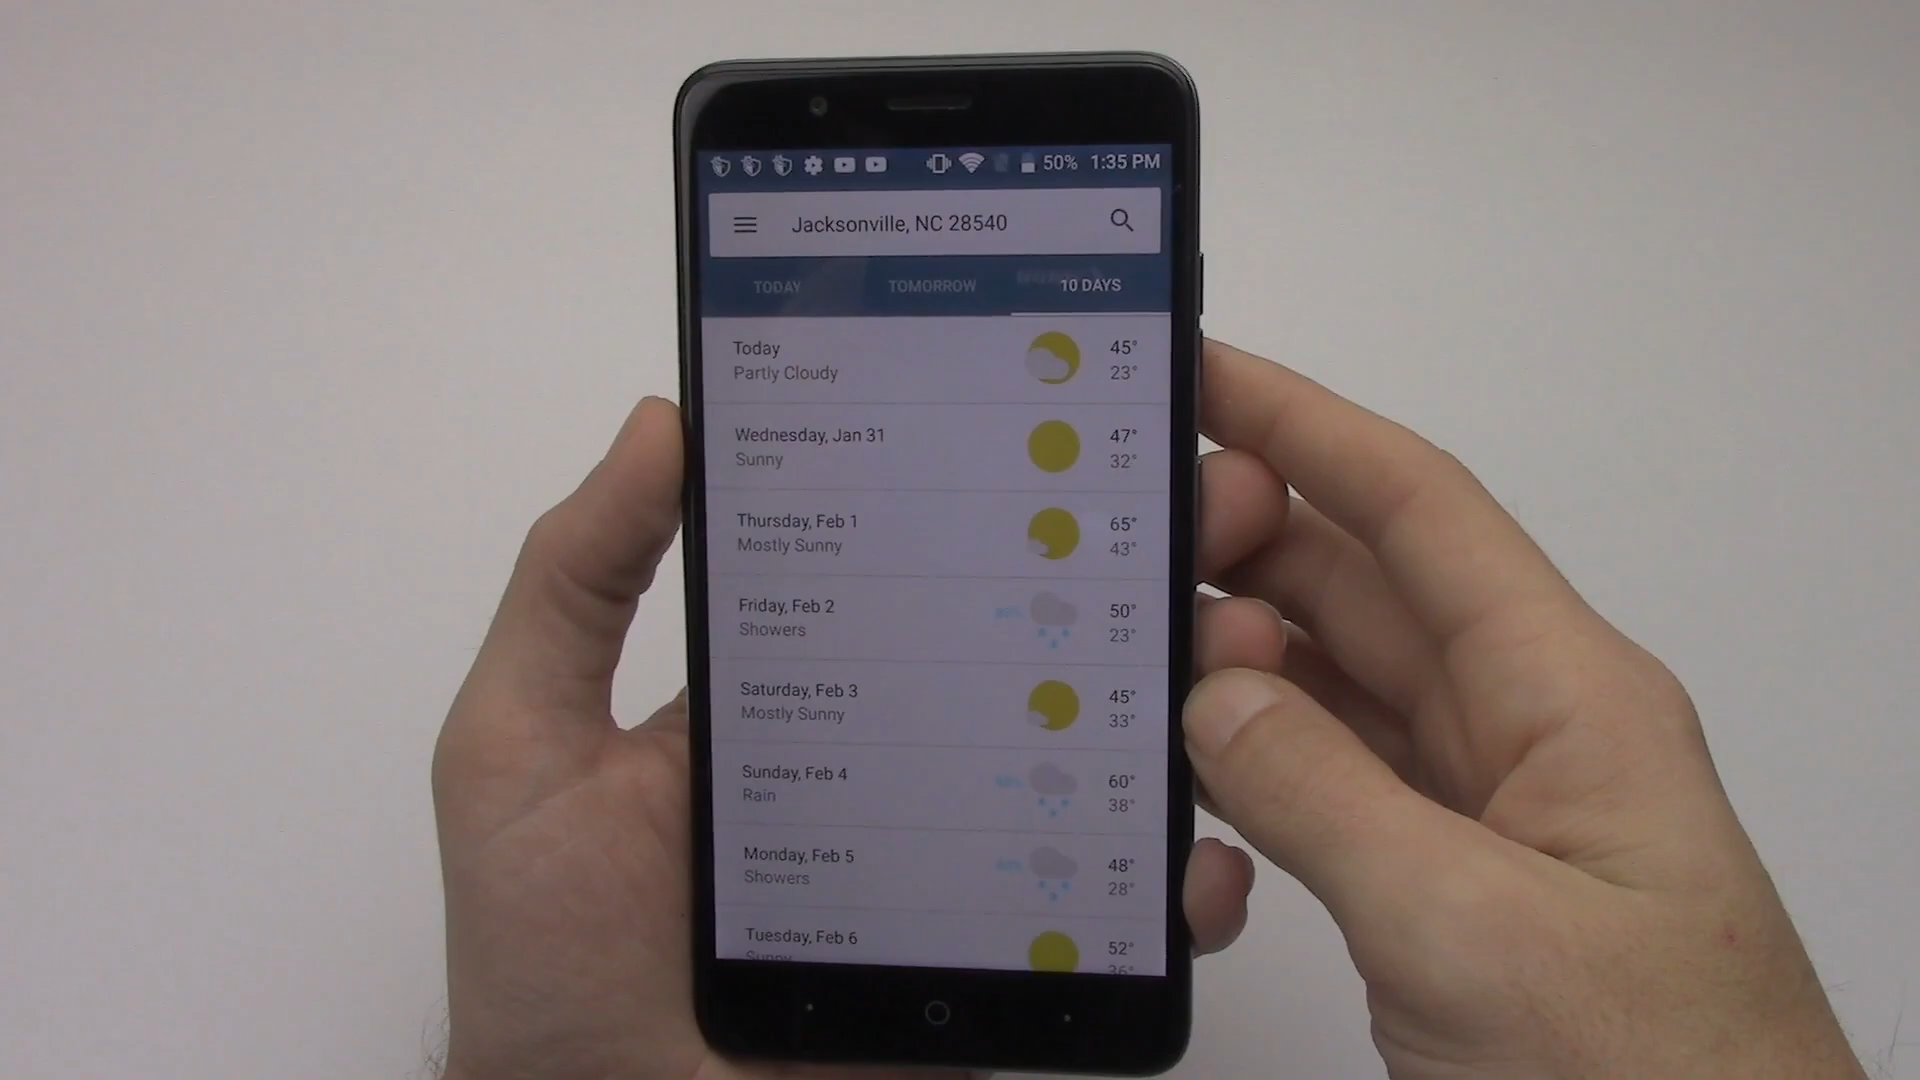 50% 1:35 PM
Jacksonville, NC 28540
TODAY TOMORROW 10 DAYS
Today 45°
Partly Cloudy 23°
Wednesday, Jan 31 47°
Sunny 32°
Thursday, Feb 1 65°
Mostly Sunny 43°
Friday, Feb 2 50°
Showers 23°
Saturday, Feb 3 45°
Mostly Sunny 33°
Sunday, Feb 4 60°
Rain 38°
Monday, Feb 5 48°
Showers 28°
Tuesday, Feb 6 52°
Sunny 36°